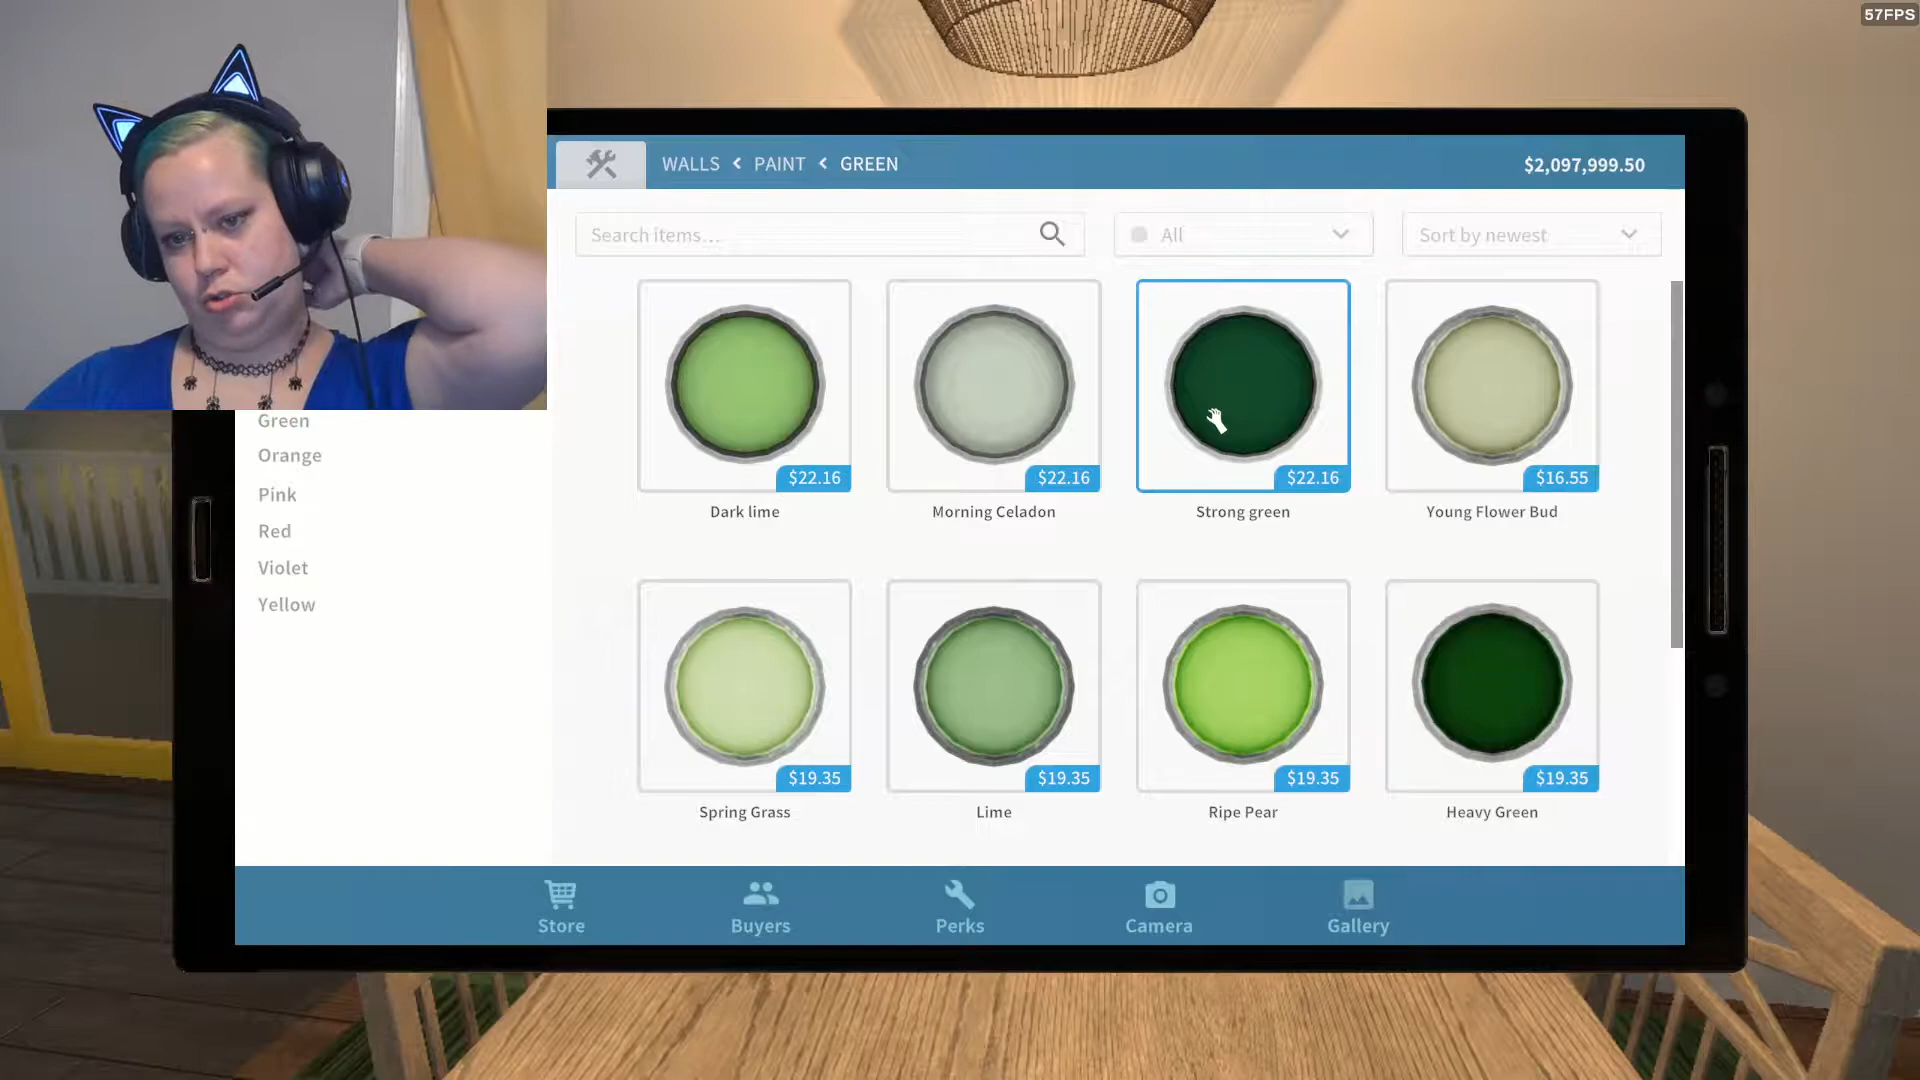 57FPS
WALLS < PAINT < GREEN
$2,097,999.50
Search items...
All
Sort by newest
$22.16
$22.16
$22.16
$16.55
Dark lime
Morning Celadon
Strong green
Young Flower Bud
Green
Orange
Pink
Red
Violet
Yellow
$19.35
$19.35
$19.35
$19.35
Spring Grass
Lime
Ripe Pear
Heavy Green
Store
Buyers
Perks
Camera
Gallery